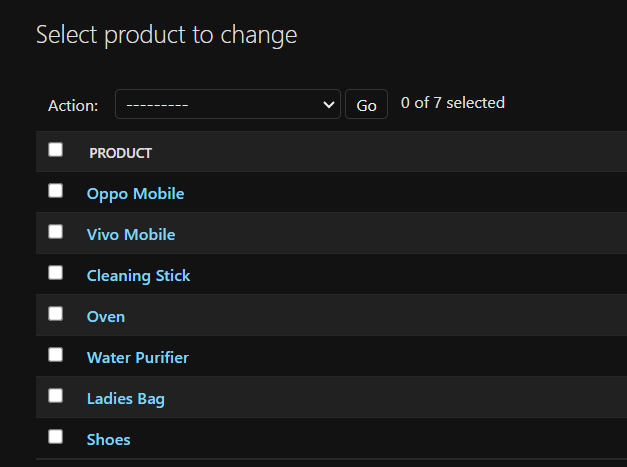 Select product to change
Action: --------- Go 0 of 7 selected
PRODUCT
Oppo Mobile
Vivo Mobile
Cleaning Stick
Oven
Water Purifier
Ladies Bag
Shoes